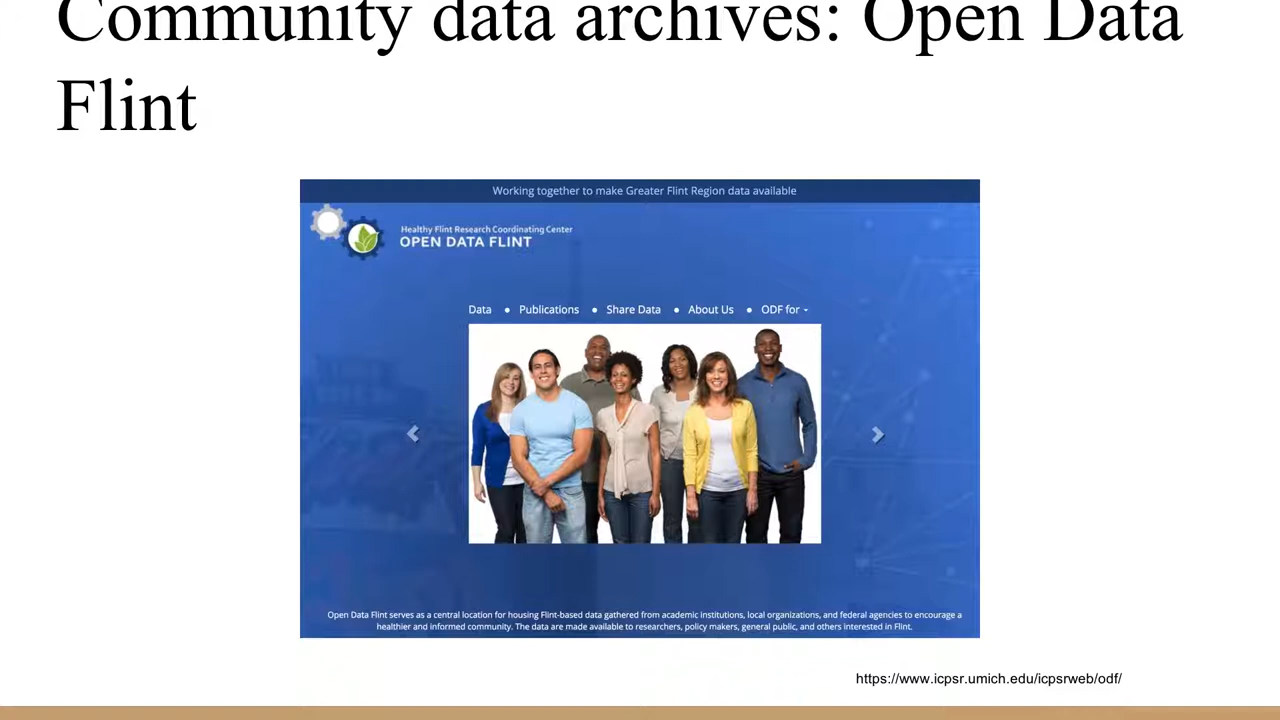 Community data archives: Open Data
Flint
Working together to make Greater Flint Region data available
Healthy Flint Research Coordinating Center
OPEN DATA FLINT
Data • Publications • Share Data • About Us • ODF for
Open Data Flint serves as a central location for housing Flint-based data gathered from academic institutions, local organizations, and federal agencies to encourage a
healthier and informed community. The data are made available to researchers, policy makers, general public, and others interested in Flint.
https://www.icpsr.umich.edu/icpsrweb/odf/